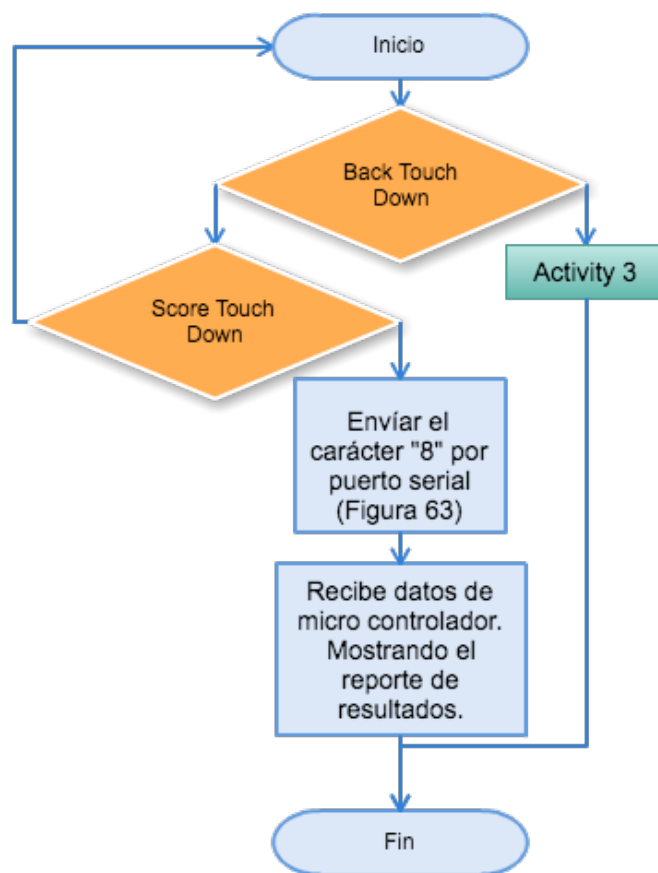 Inicio
Back Touch
Down
Activity 3
Score Touch
Down
Envíar el
carácter "8" por
puerto serial
(Figura 63)
Recibe datos de
micro controlador.
Mostrando el
reporte de
resultados.
Fin